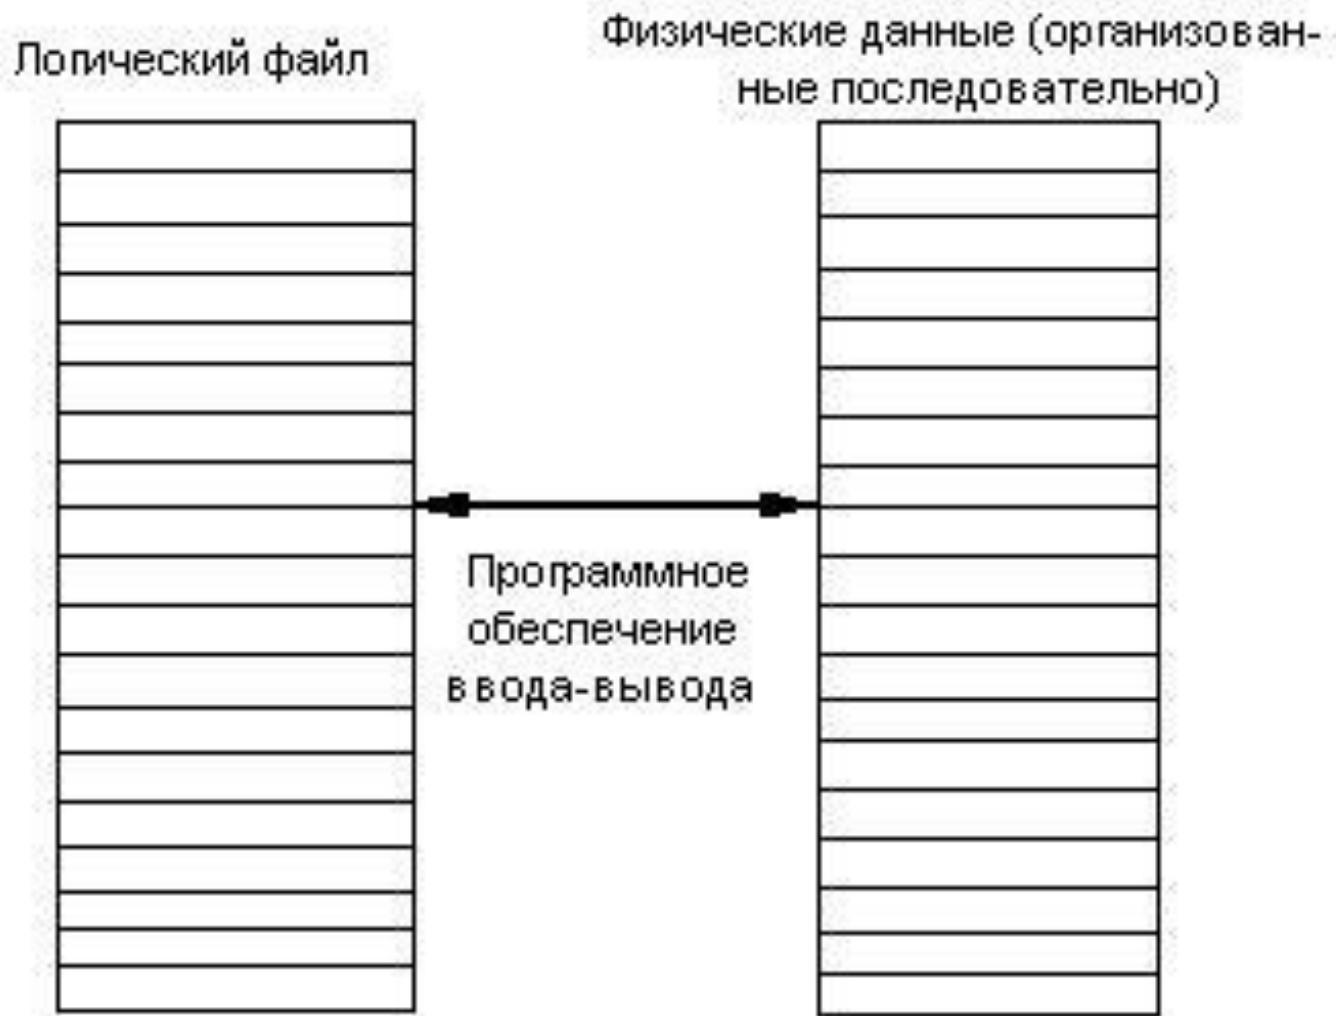 Логический файл
Физические данные (организован-
ные последовательно)
Программное
обеспечение
ввода-вывода